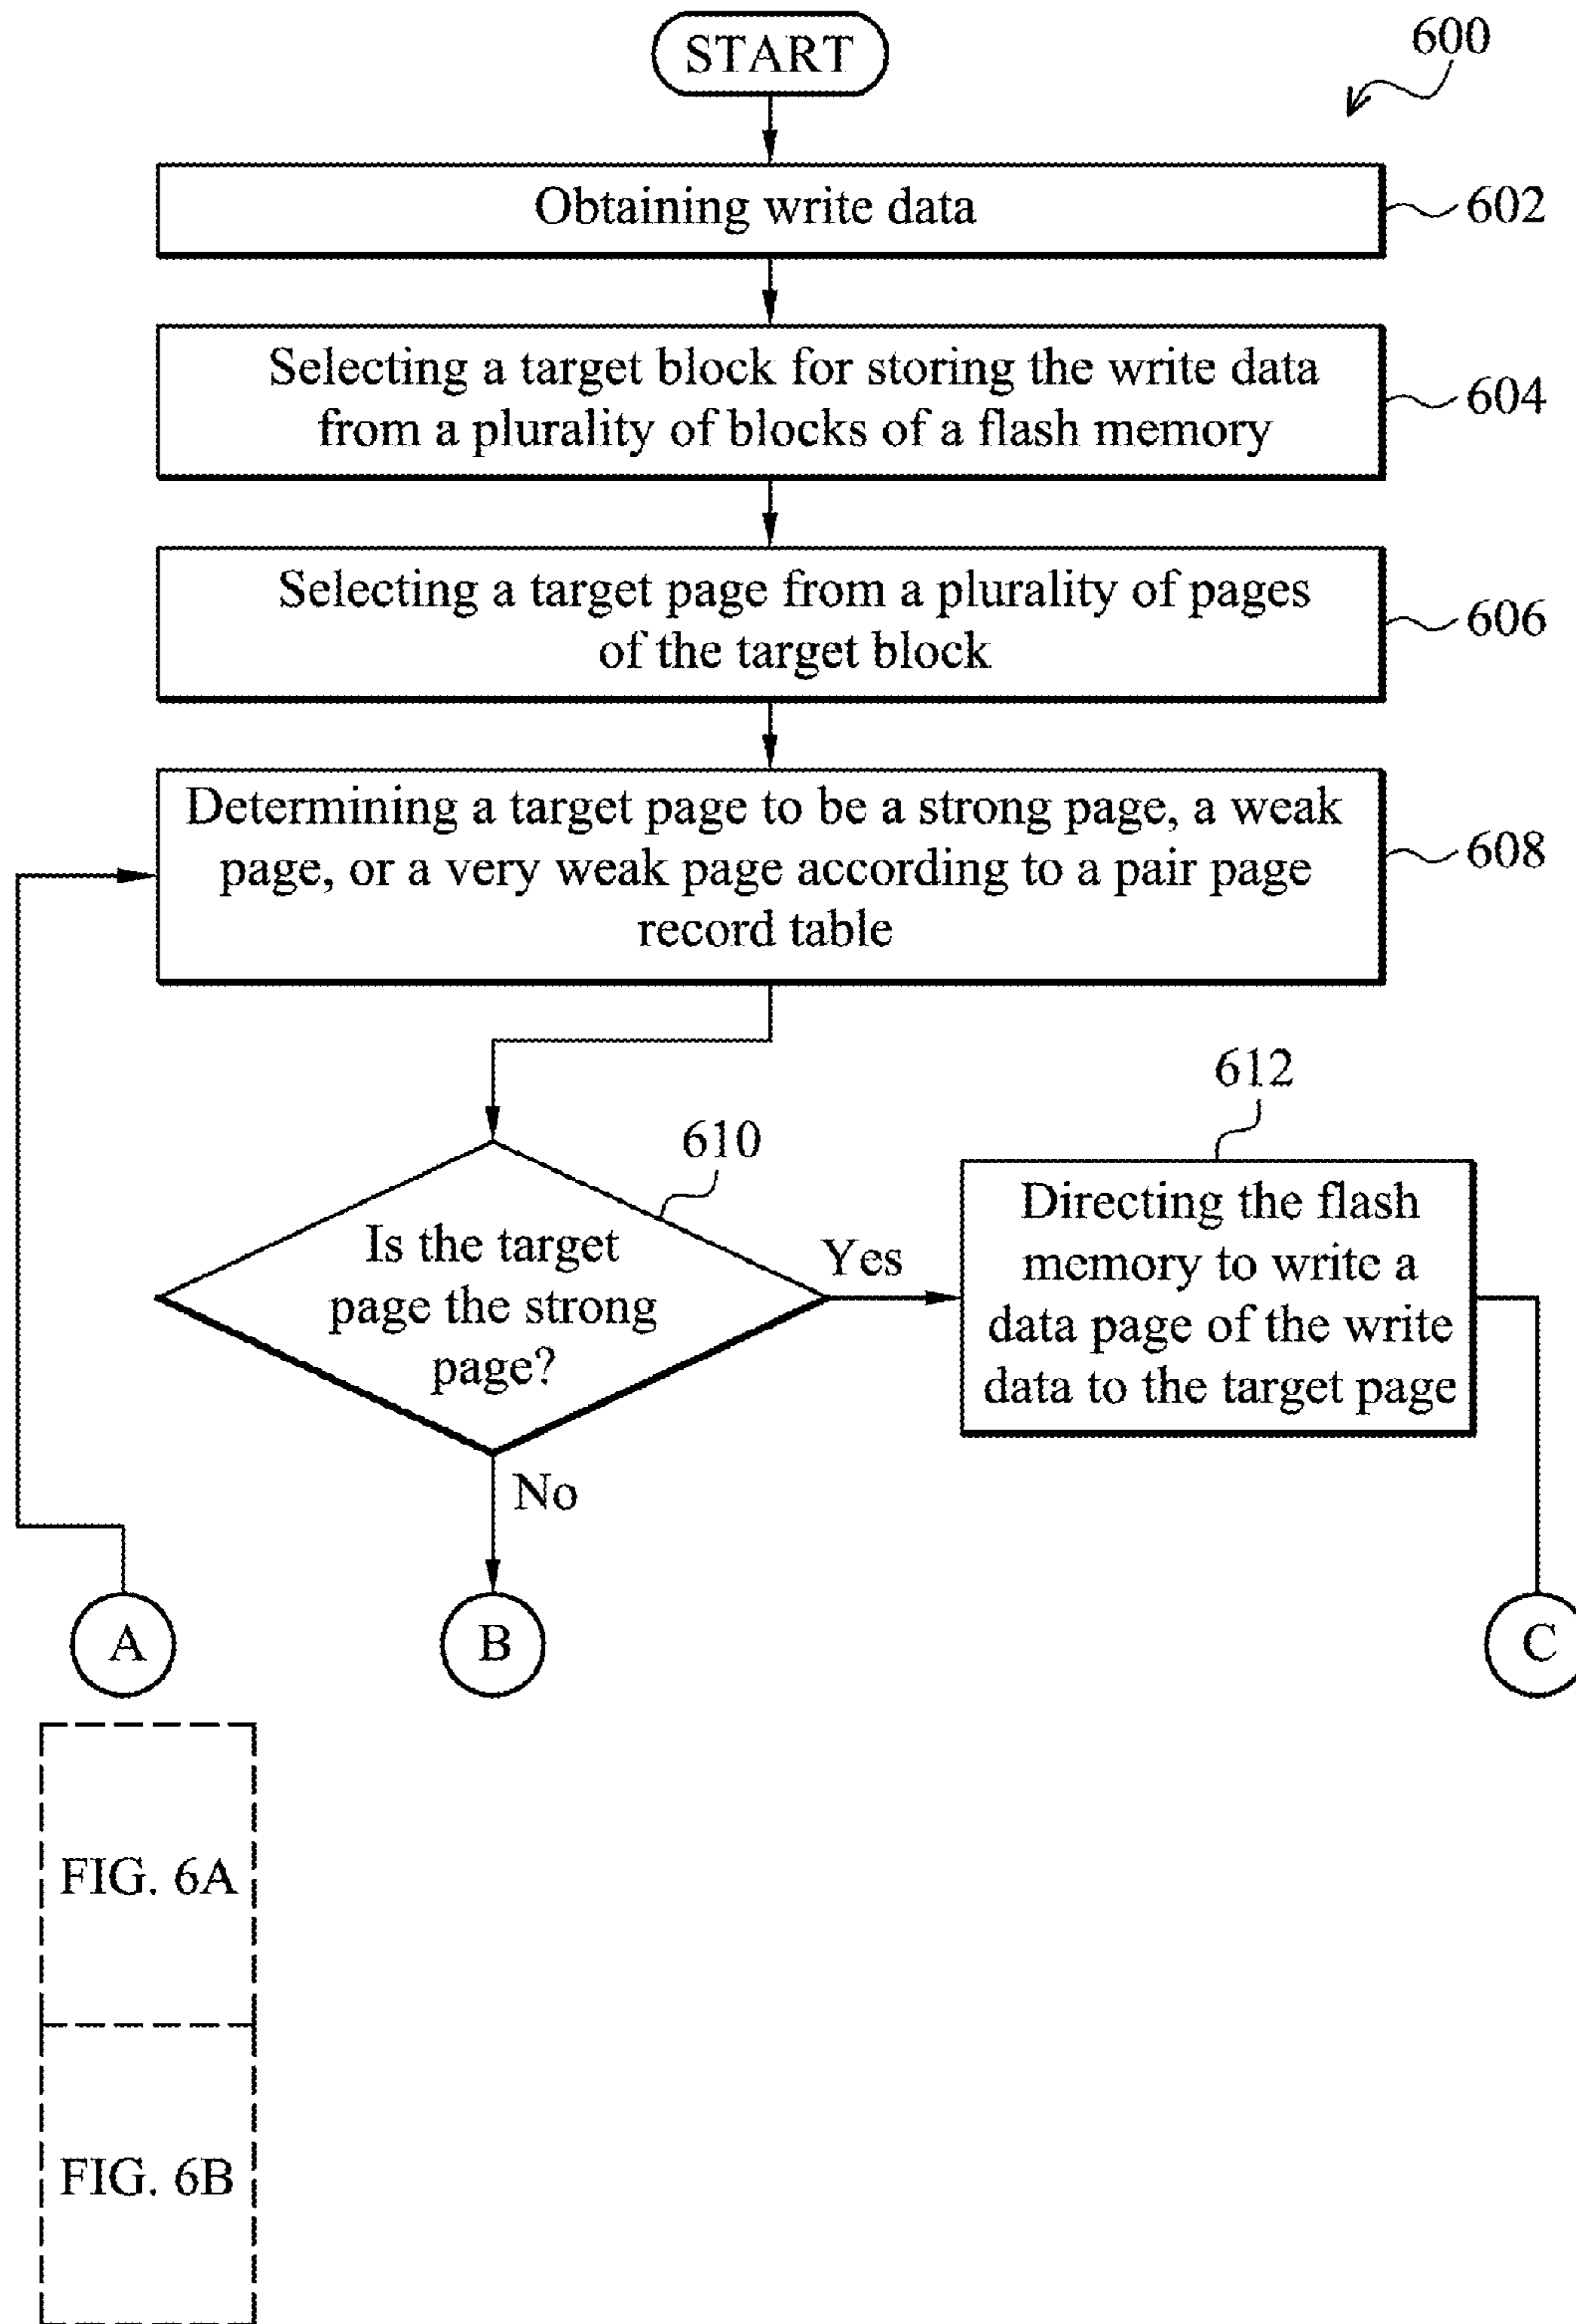 START
600
Obtaining write data
602
Selecting a target block for storing the write data
from a plurality of blocks of a flash memory
604
Selecting a target page from a plurality of pages
of the target block
606
Determining a target page to be a strong page, a weak
page, or a very weak page according to a pair page
record table
608
610
Is the target
page the strong
page?
Yes
No
612
Directing the flash
memory to write a
data page of the write
data to the target page
A
B
C
FIG. 6A
FIG. 6B